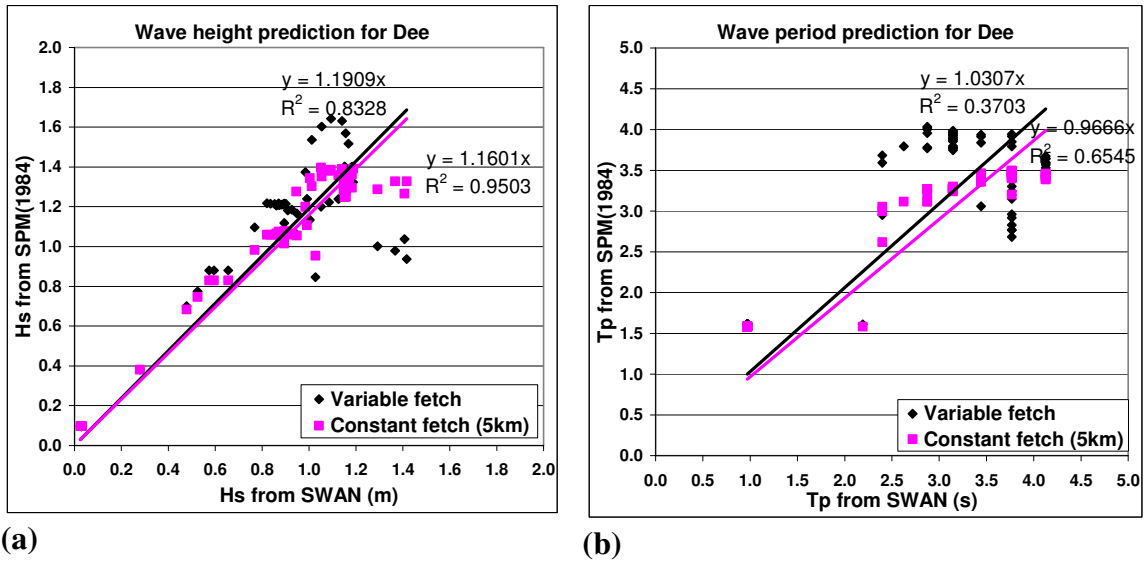 Wave height prediction for Dee
2.0
1.8
1.6
1.4
1.2
1.0
0.8
0.6
0.4
0.2
0.0
Hs from SPM(1984)
y = 1.1909x
R² = 0.8328
y = 1.1601x
R² = 0.9503
Variable fetch
Constant fetch (5km)
0.0 0.2 0.4 0.6 0.8 1.0 1.2 1.4 1.6 1.8 2.0
Hs from SWAN (m)
(a)
Wave period prediction for Dee
5.0
4.5
4.0
3.5
3.0
2.5
2.0
1.5
1.0
0.5
0.0
Tp from SPM(1984)
y = 1.0307x
R² = 0.3703
y = 0.9666x
R² = 0.6545
Variable fetch
Constant fetch (5km)
0.0 0.5 1.0 1.5 2.0 2.5 3.0 3.5 4.0 4.5 5.0
Tp from SWAN (s)
(b)